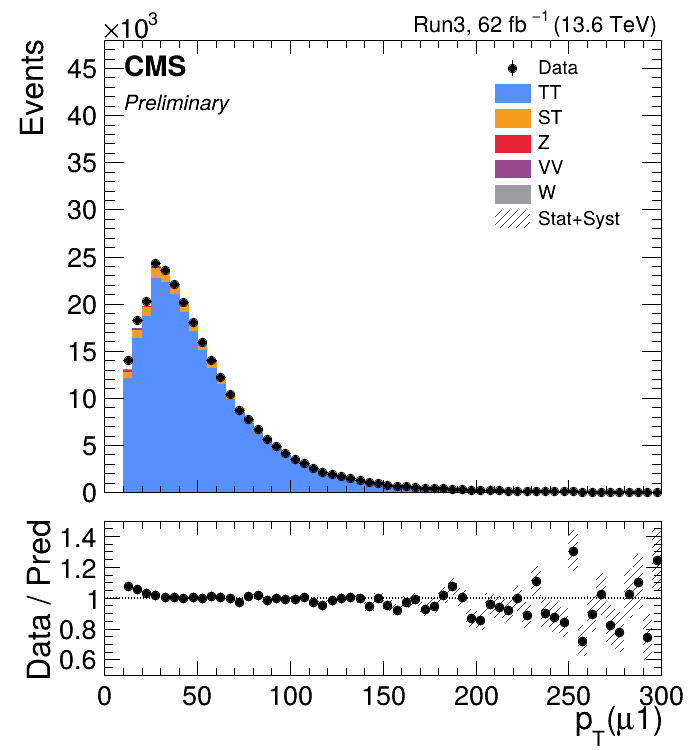 ×10³
Run3, 62 fb⁻¹ (13.6 TeV)
Events
45
40
35
30
25
20
15
10
5
0
CMS
Preliminary
Data
TT
ST
Z
VV
W
Stat+Syst
Data / Pred
1.4
1.2
1
0.8
0.6
0
50
100
150
200
250
300
p_T(μ1)